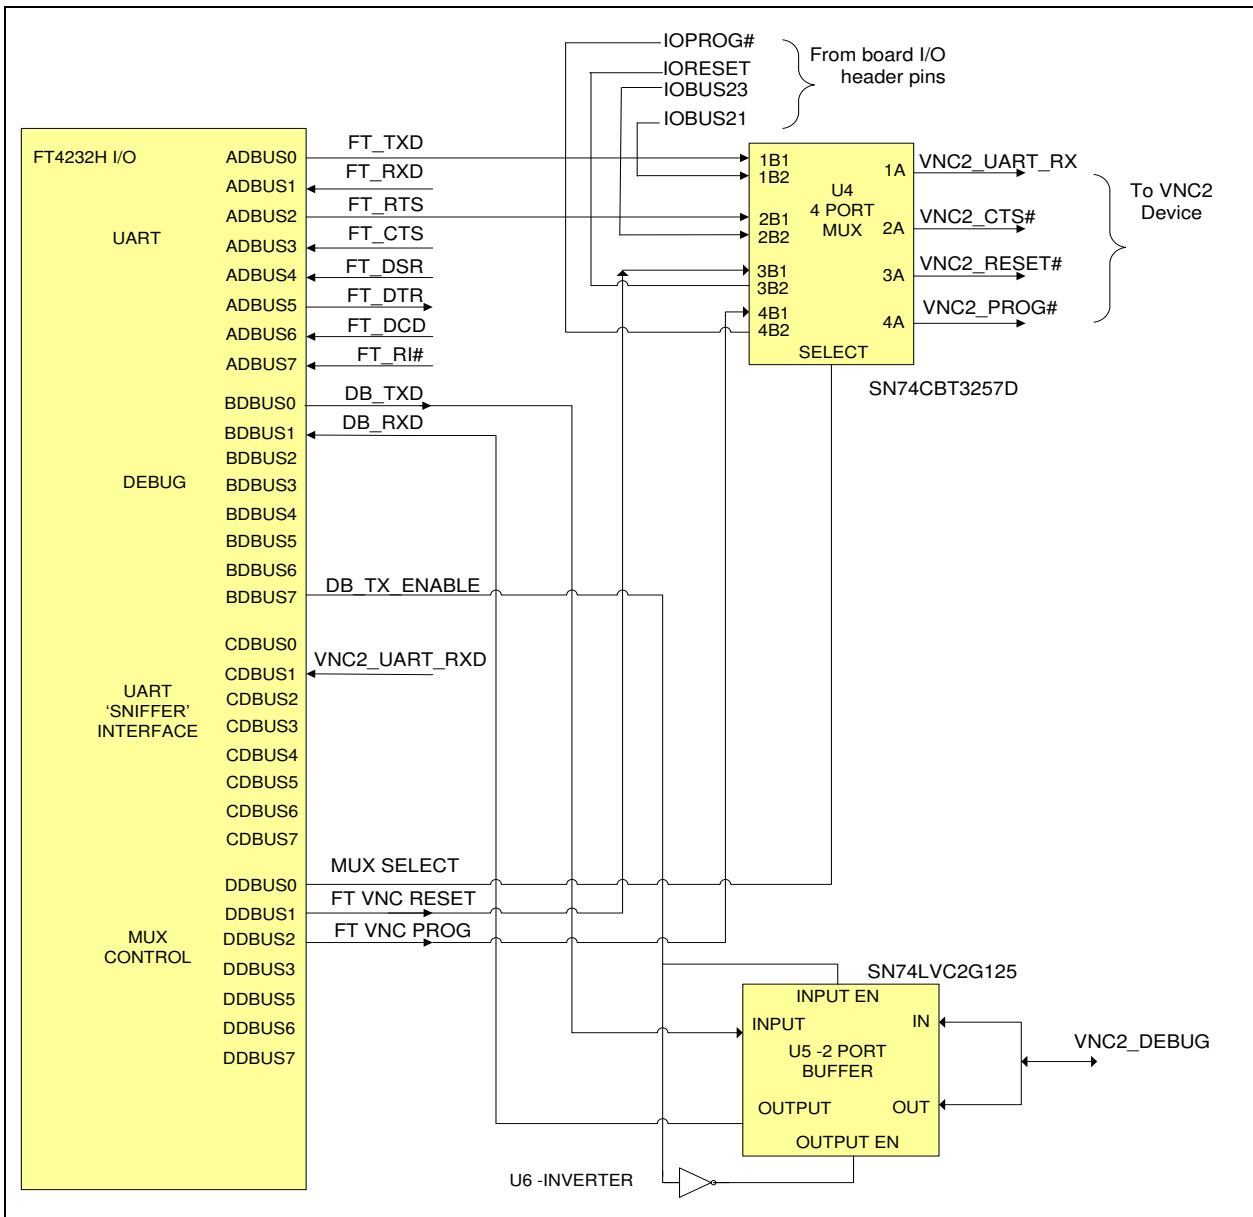 IOPROG#
IORESET
IOBUS23
IOBUS21
From board I/O
header pins
FT4232H I/O
UART
DEBUG
UART
‘SNIFFER’
INTERFACE
MUX
CONTROL
ADBUS0
ADBUS1
ADBUS2
ADBUS3
ADBUS4
ADBUS5
ADBUS6
ADBUS7
BDBUS0
BDBUS1
BDBUS2
BDBUS3
BDBUS4
BDBUS5
BDBUS6
BDBUS7
CDBUS0
CDBUS1
CDBUS2
CDBUS3
CDBUS4
CDBUS5
CDBUS6
CDBUS7
DDBUS0
DDBUS1
DDBUS2
DDBUS3
DDBUS5
DDBUS6
DDBUS7
FT_TXD
FT_RXD
FT_RTS
FT_CTS
FT_DSR
FT_DTR
FT_DCD
FT_RI#
DB_TXD
DB_RXD
DB_TX_ENABLE
VNC2_UART_RXD
MUX SELECT
FT VNC RESET
FT VNC PROG
1B1
1B2
2B1
2B2
3B1
3B2
4B1
4B2
U4
4 PORT
MUX
1A
2A
3A
4A
SELECT
SN74CBT3257D
VNC2_UART_RX
VNC2_CTS#
VNC2_RESET#
VNC2_PROG#
To VNC2
Device
SN74LVC2G125
INPUT EN
INPUT
IN
U5 -2 PORT
BUFFER
OUTPUT
OUT
OUTPUT EN
VNC2_DEBUG
U6 -INVERTER